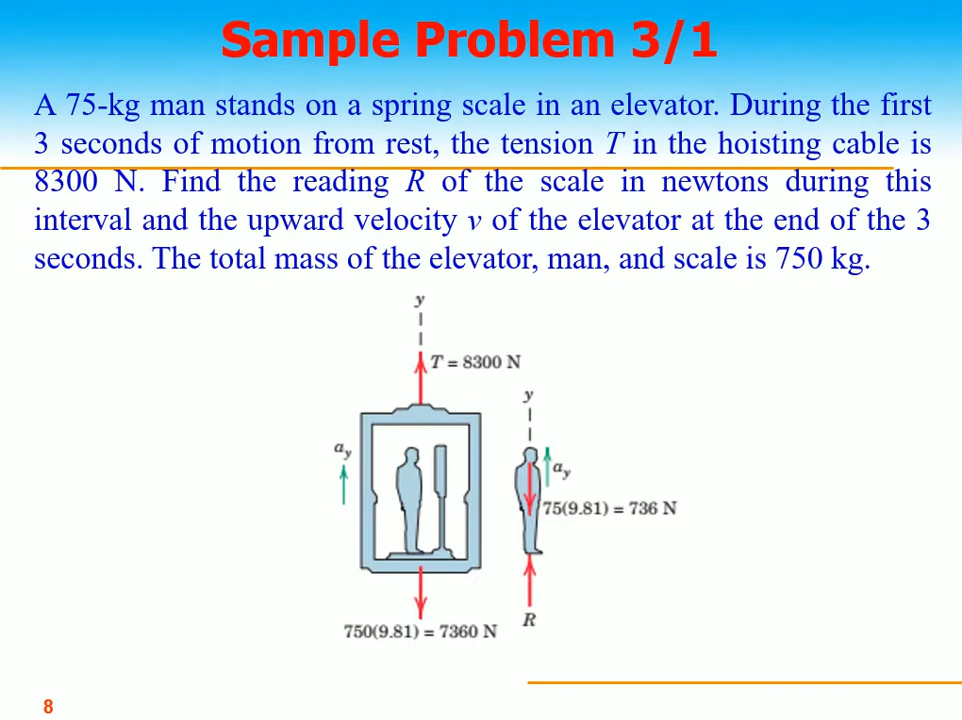 Sample Problem 3/1
A 75-kg man stands on a spring scale in an elevator. During the first
3 seconds of motion from rest, the tension T in the hoisting cable is
8300 N. Find the reading R of the scale in newtons during this
interval and the upward velocity v of the elevator at the end of the 3
seconds. The total mass of the elevator, man, and scale is 750 kg.
y
T = 8300 N
y
ay
ay
75(9.81) = 736 N
R
750(9.81) = 7360 N
8